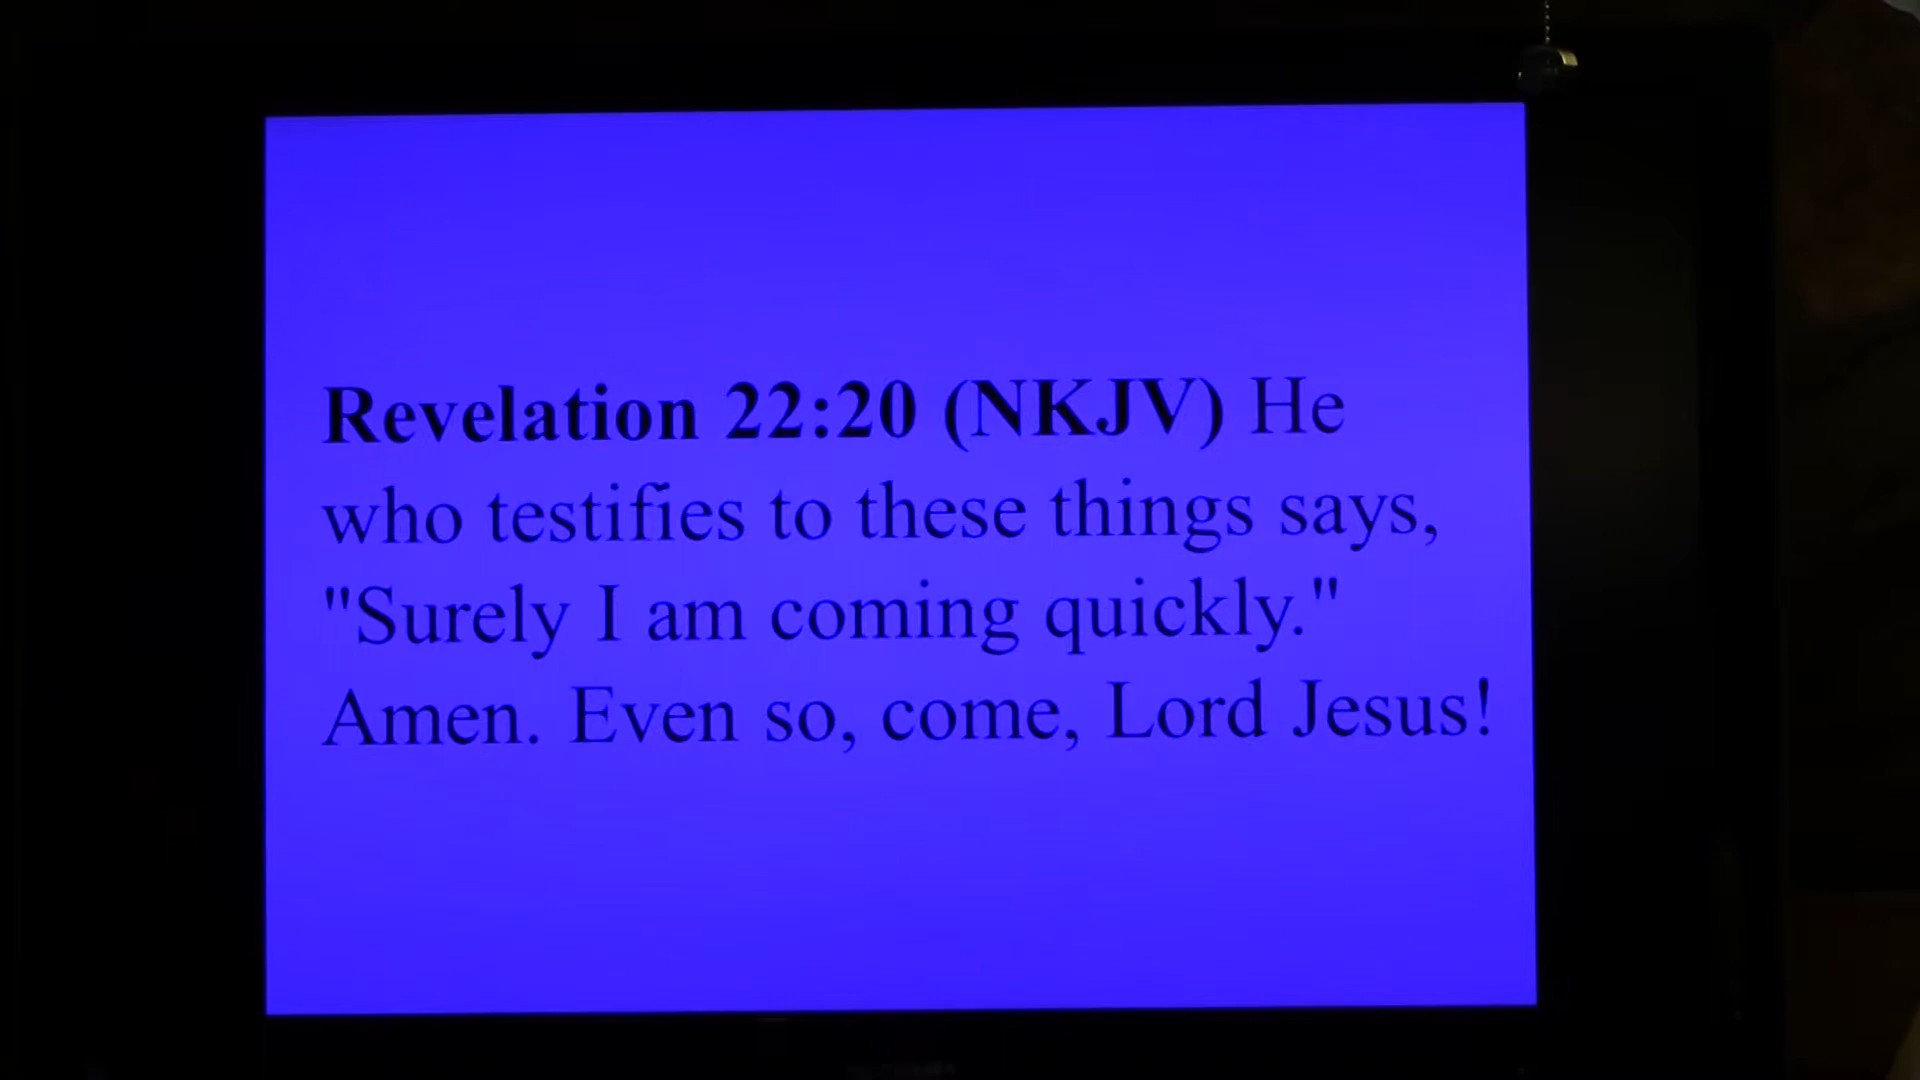 Revelation 22:20 (NKJV) He
who testifies to these things says,
"Surely I am coming quickly."
Amen. Even so, come, Lord Jesus!